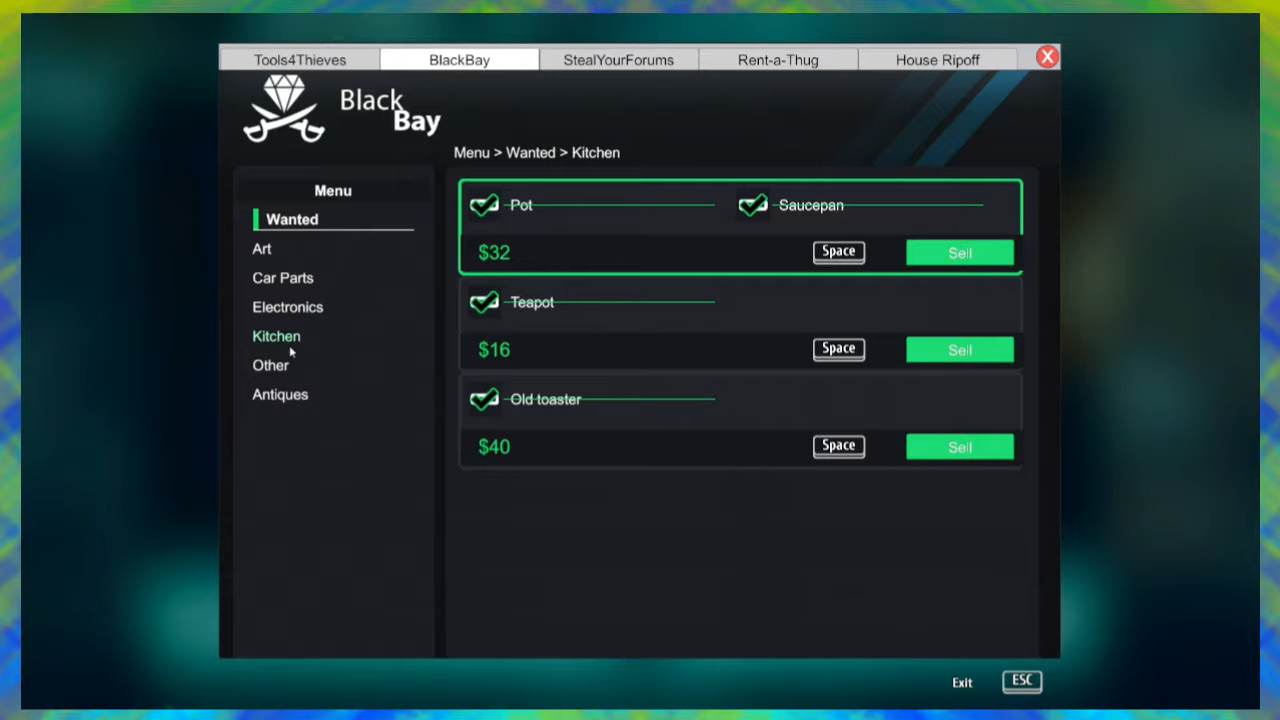 Tools4Thieves
BlackBay
StealYourForums
Rent-a-Thug
House Ripoff
X
Black
Bay
Menu > Wanted > Kitchen
Menu
Wanted
Art
Car Parts
Electronics
Kitchen
Other
Antiques
Pot
Saucepan
$32
Space
Sell
Teapot
$16
Space
Sell
Old toaster
$40
Space
Sell
Exit
ESC